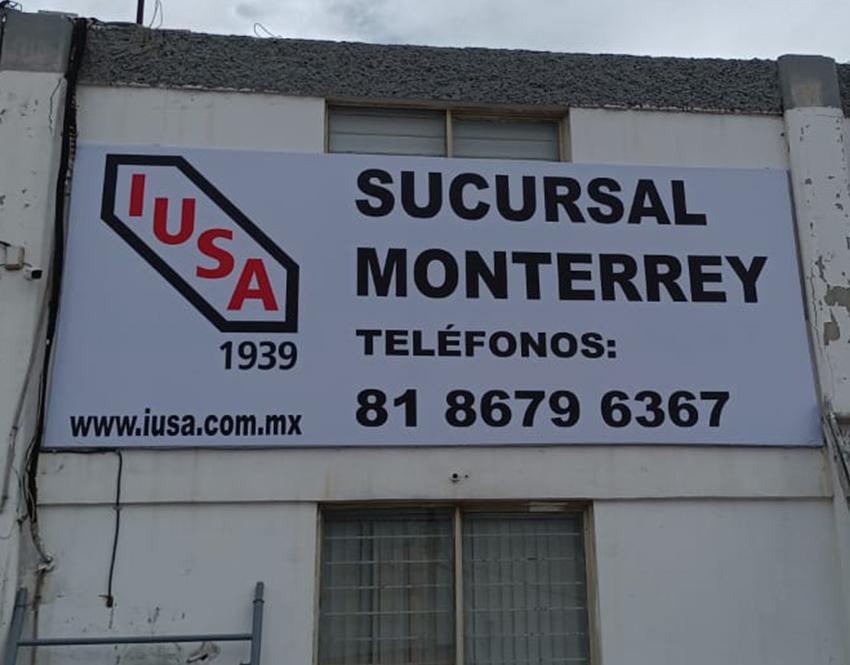 IUSA
1939
www.iusa.com.mx
SUCURSAL
MONTERREY
TELÉFONOS:
81 8679 6367